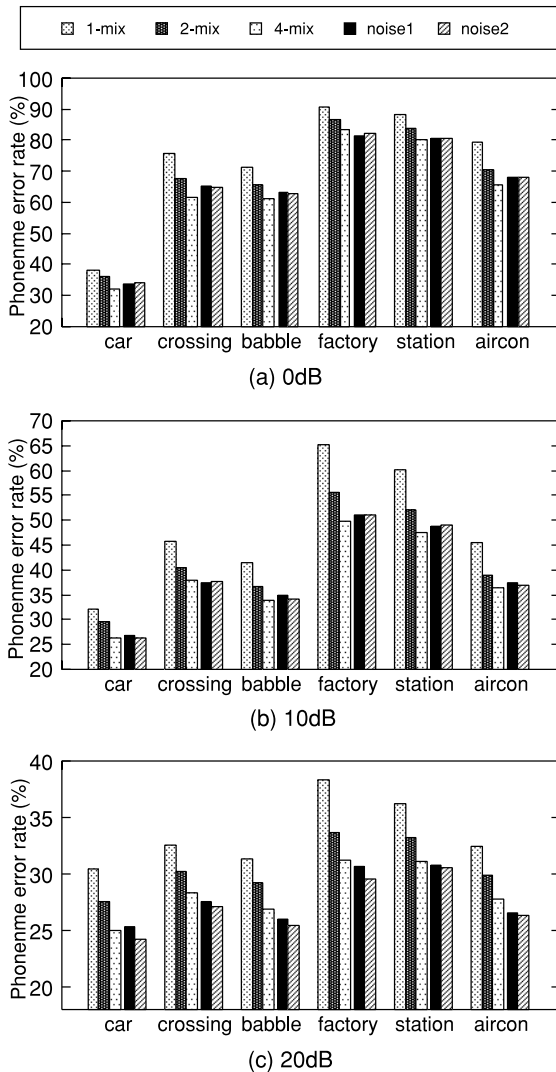 1-mix 2-mix 4-mix noise1 noise2
100
90
80
70
60
50
40
30
20
Phonenme error rate (%)
car crossing babble factory station aircon
(a) 0dB
70
65
60
55
50
45
40
35
30
25
20
Phonenme error rate (%)
car crossing babble factory station aircon
(b) 10dB
40
35
30
25
20
Phonenme error rate (%)
car crossing babble factory station aircon
(c) 20dB